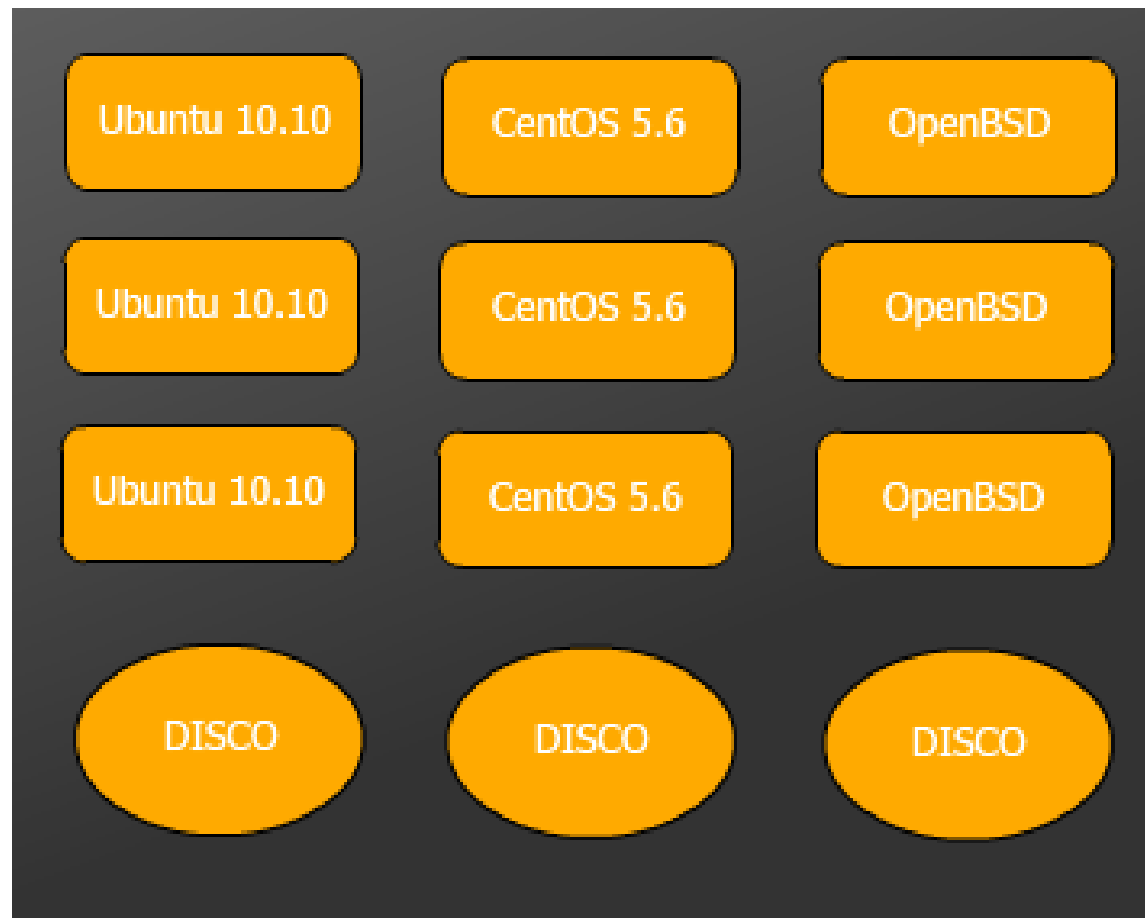 Ubuntu 10.10
CentOS 5.6
OpenBSD
Ubuntu 10.10
CentOS 5.6
OpenBSD
Ubuntu 10.10
CentOS 5.6
OpenBSD
DISCO
DISCO
DISCO